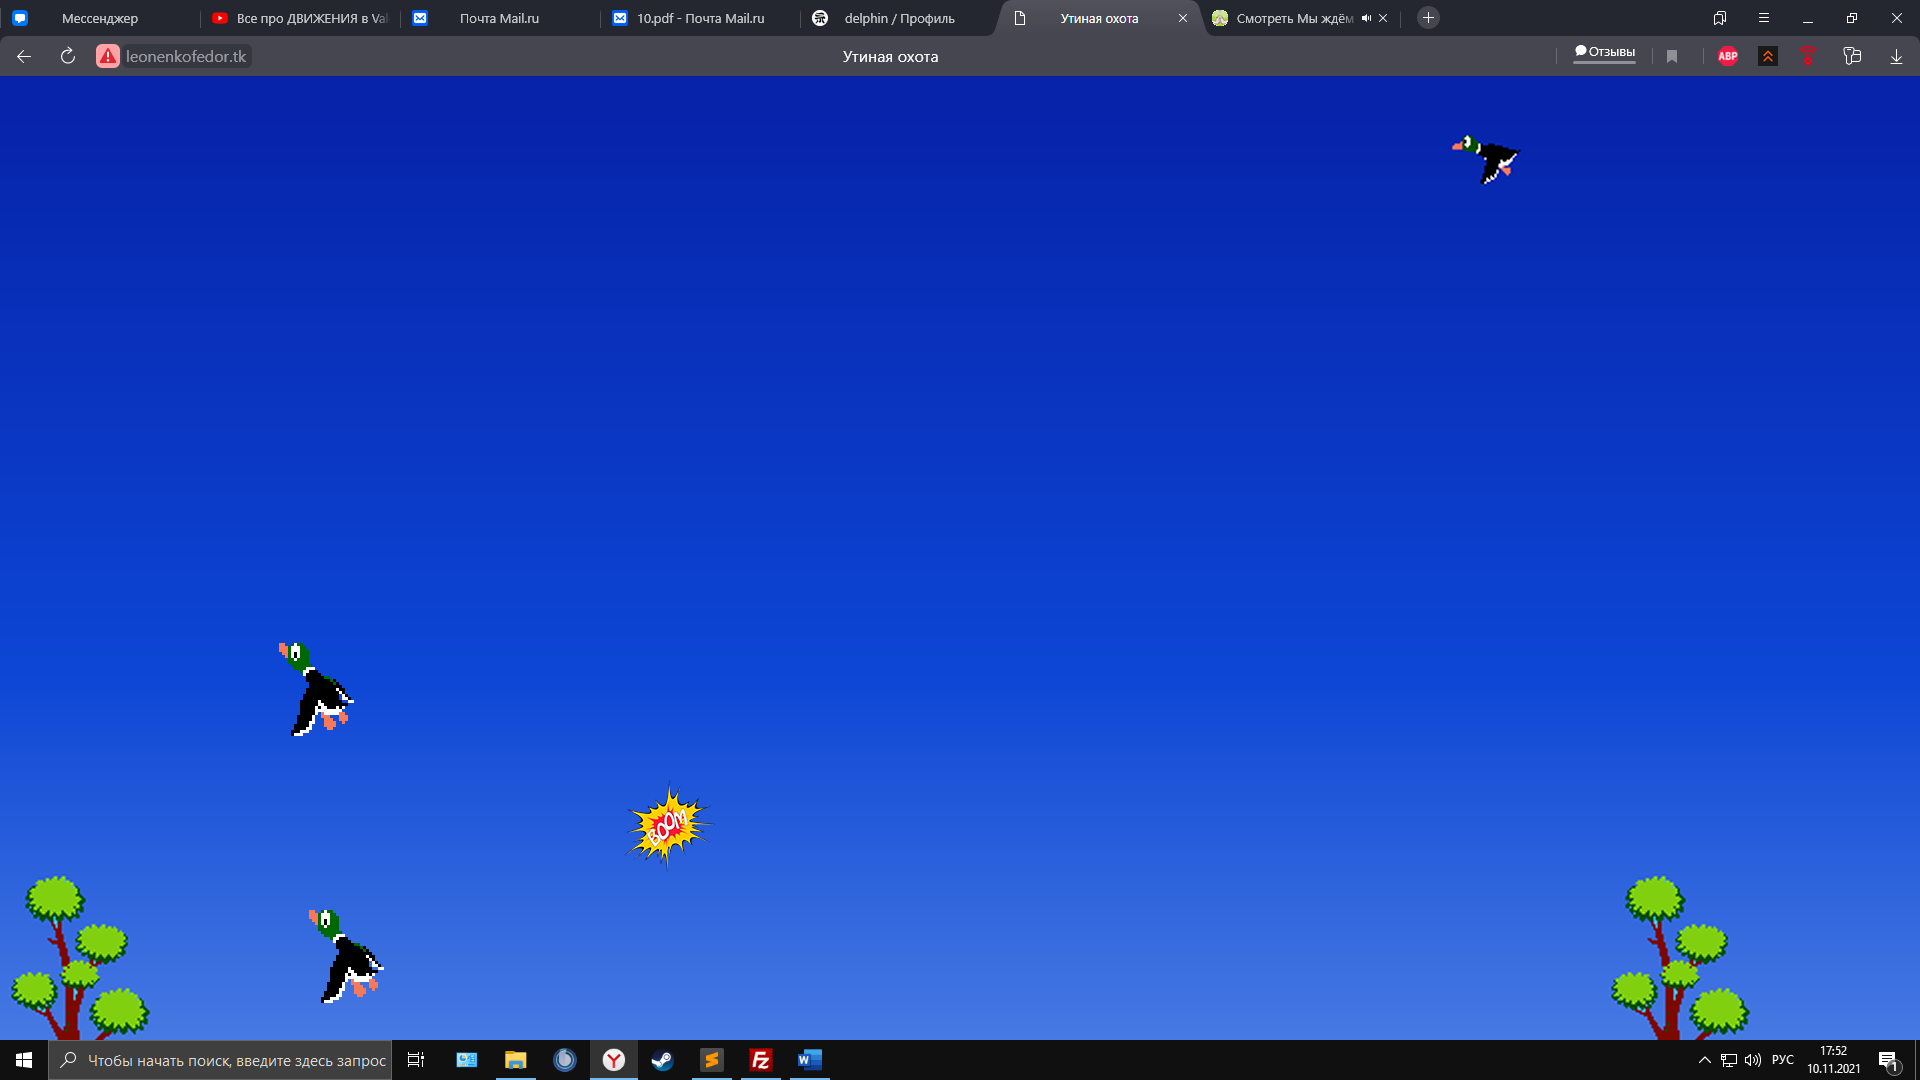 Мессенджер
Все про ДВИЖЕНИЯ в Val
Почта Mail.ru
10.pdf - Почта Mail.ru
delphin / Профиль
Утиная охота
Смотреть Мы ждём
leonenkofedor.tk
Утиная охота
Отзывы
ABP
BOOM
Чтобы начать поиск, введите здесь запрос
РУС
17:52
10.11.2021
1